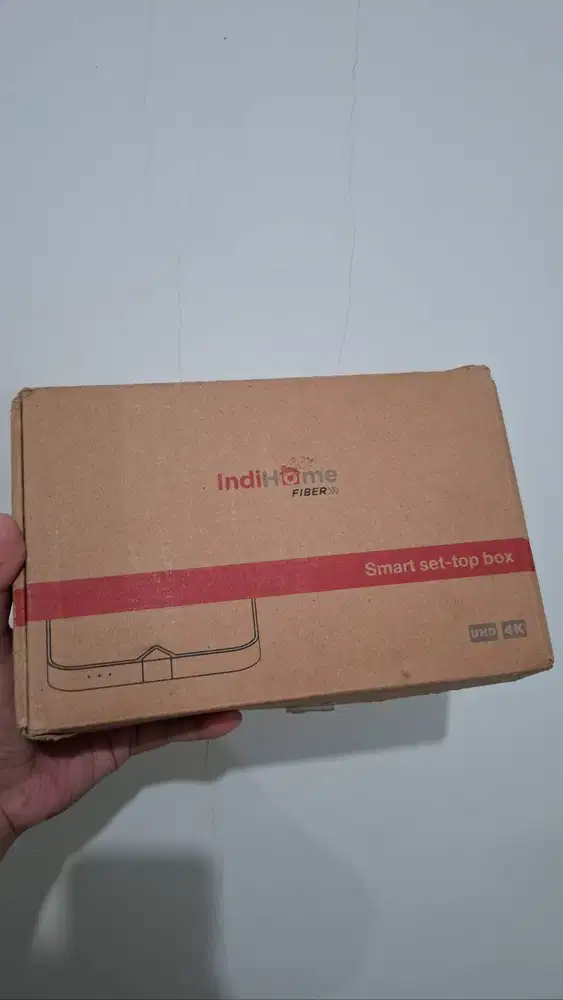 IndiHome
FIBER
Smart set-top box
UHD 4K